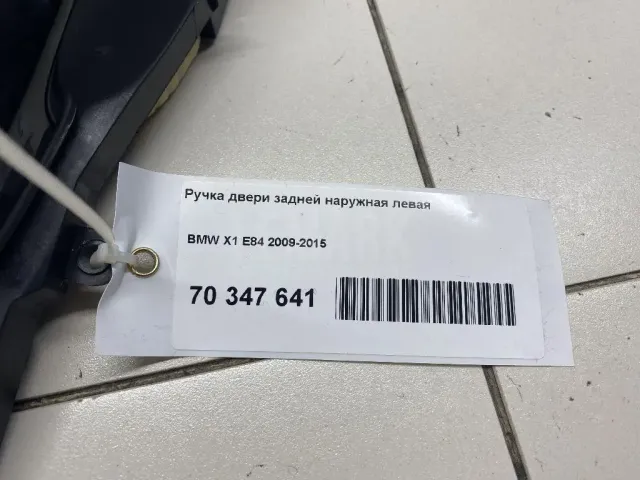 Ручка двери задней наружная левая
BMW X1 E84 2009-2015
70 347 641